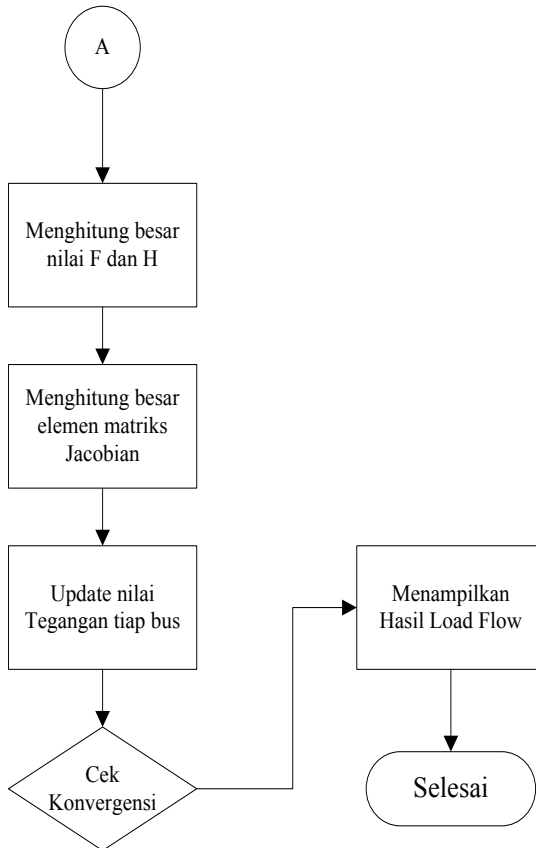 A
Menghitung besar
nilai F dan H
Menghitung besar
elemen matriks
Jacobian
Update nilai
Tegangan tiap bus
Cek
Konvergensi
Menampilkan
Hasil Load Flow
Selesai